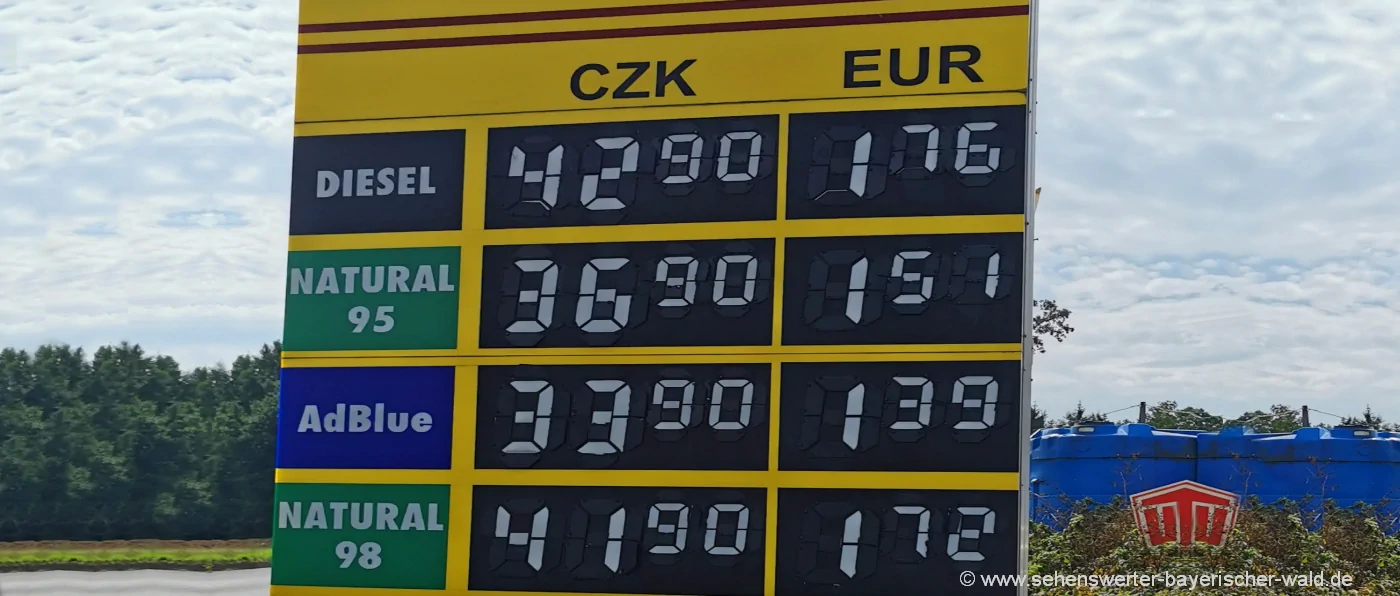 CZK EUR
DIESEL 42 90 1 76
NATURAL
95 36 90 1 51
AdBlue 33 90 1 39
NATURAL
98 41 90 1 72
© www.sehenswerter-bayerischer-wald.de